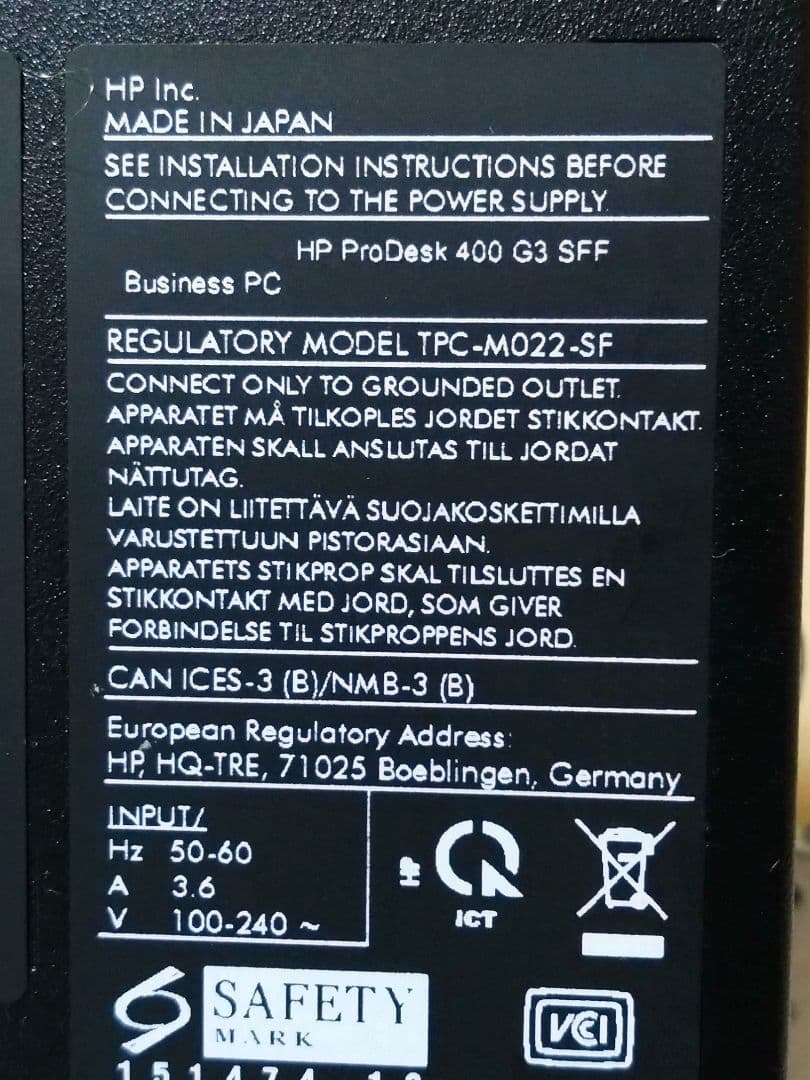 HP Inc.
MADE IN JAPAN
SEE INSTALLATION INSTRUCTIONS BEFORE
CONNECTING TO THE POWER SUPPLY.
HP ProDesk 400 G3 SFF
Business PC
REGULATORY MODEL TPC-M022-SF
CONNECT ONLY TO GROUNDED OUTLET.
APPARATET MÅ TILKOPLES JORDET STIKKONTAKT.
APPARATEN SKALL ANSLUTAS TILL JORDAT
NÄTTUTAG.
LAITE ON LIITETTÄVÄ SUOJAKOSKETTIMILLA
VARUSTETTUUN PISTORASIAAN.
APPARATETS STIKPROP SKAL TILSLUTTES EN
STIKKONTAKT MED JORD, SOM GIVER
FORBINDELSE TIL STIKPROPPENS JORD.
CAN ICES-3 (B)/NMB-3 (B)
European Regulatory Address:
HP, HQ-TRE, 71025 Boeblingen, Germany
INPUT/
Hz 50-60
A 3.6
V 100-240 ~
ICT
SAFETY
MARK
VCI